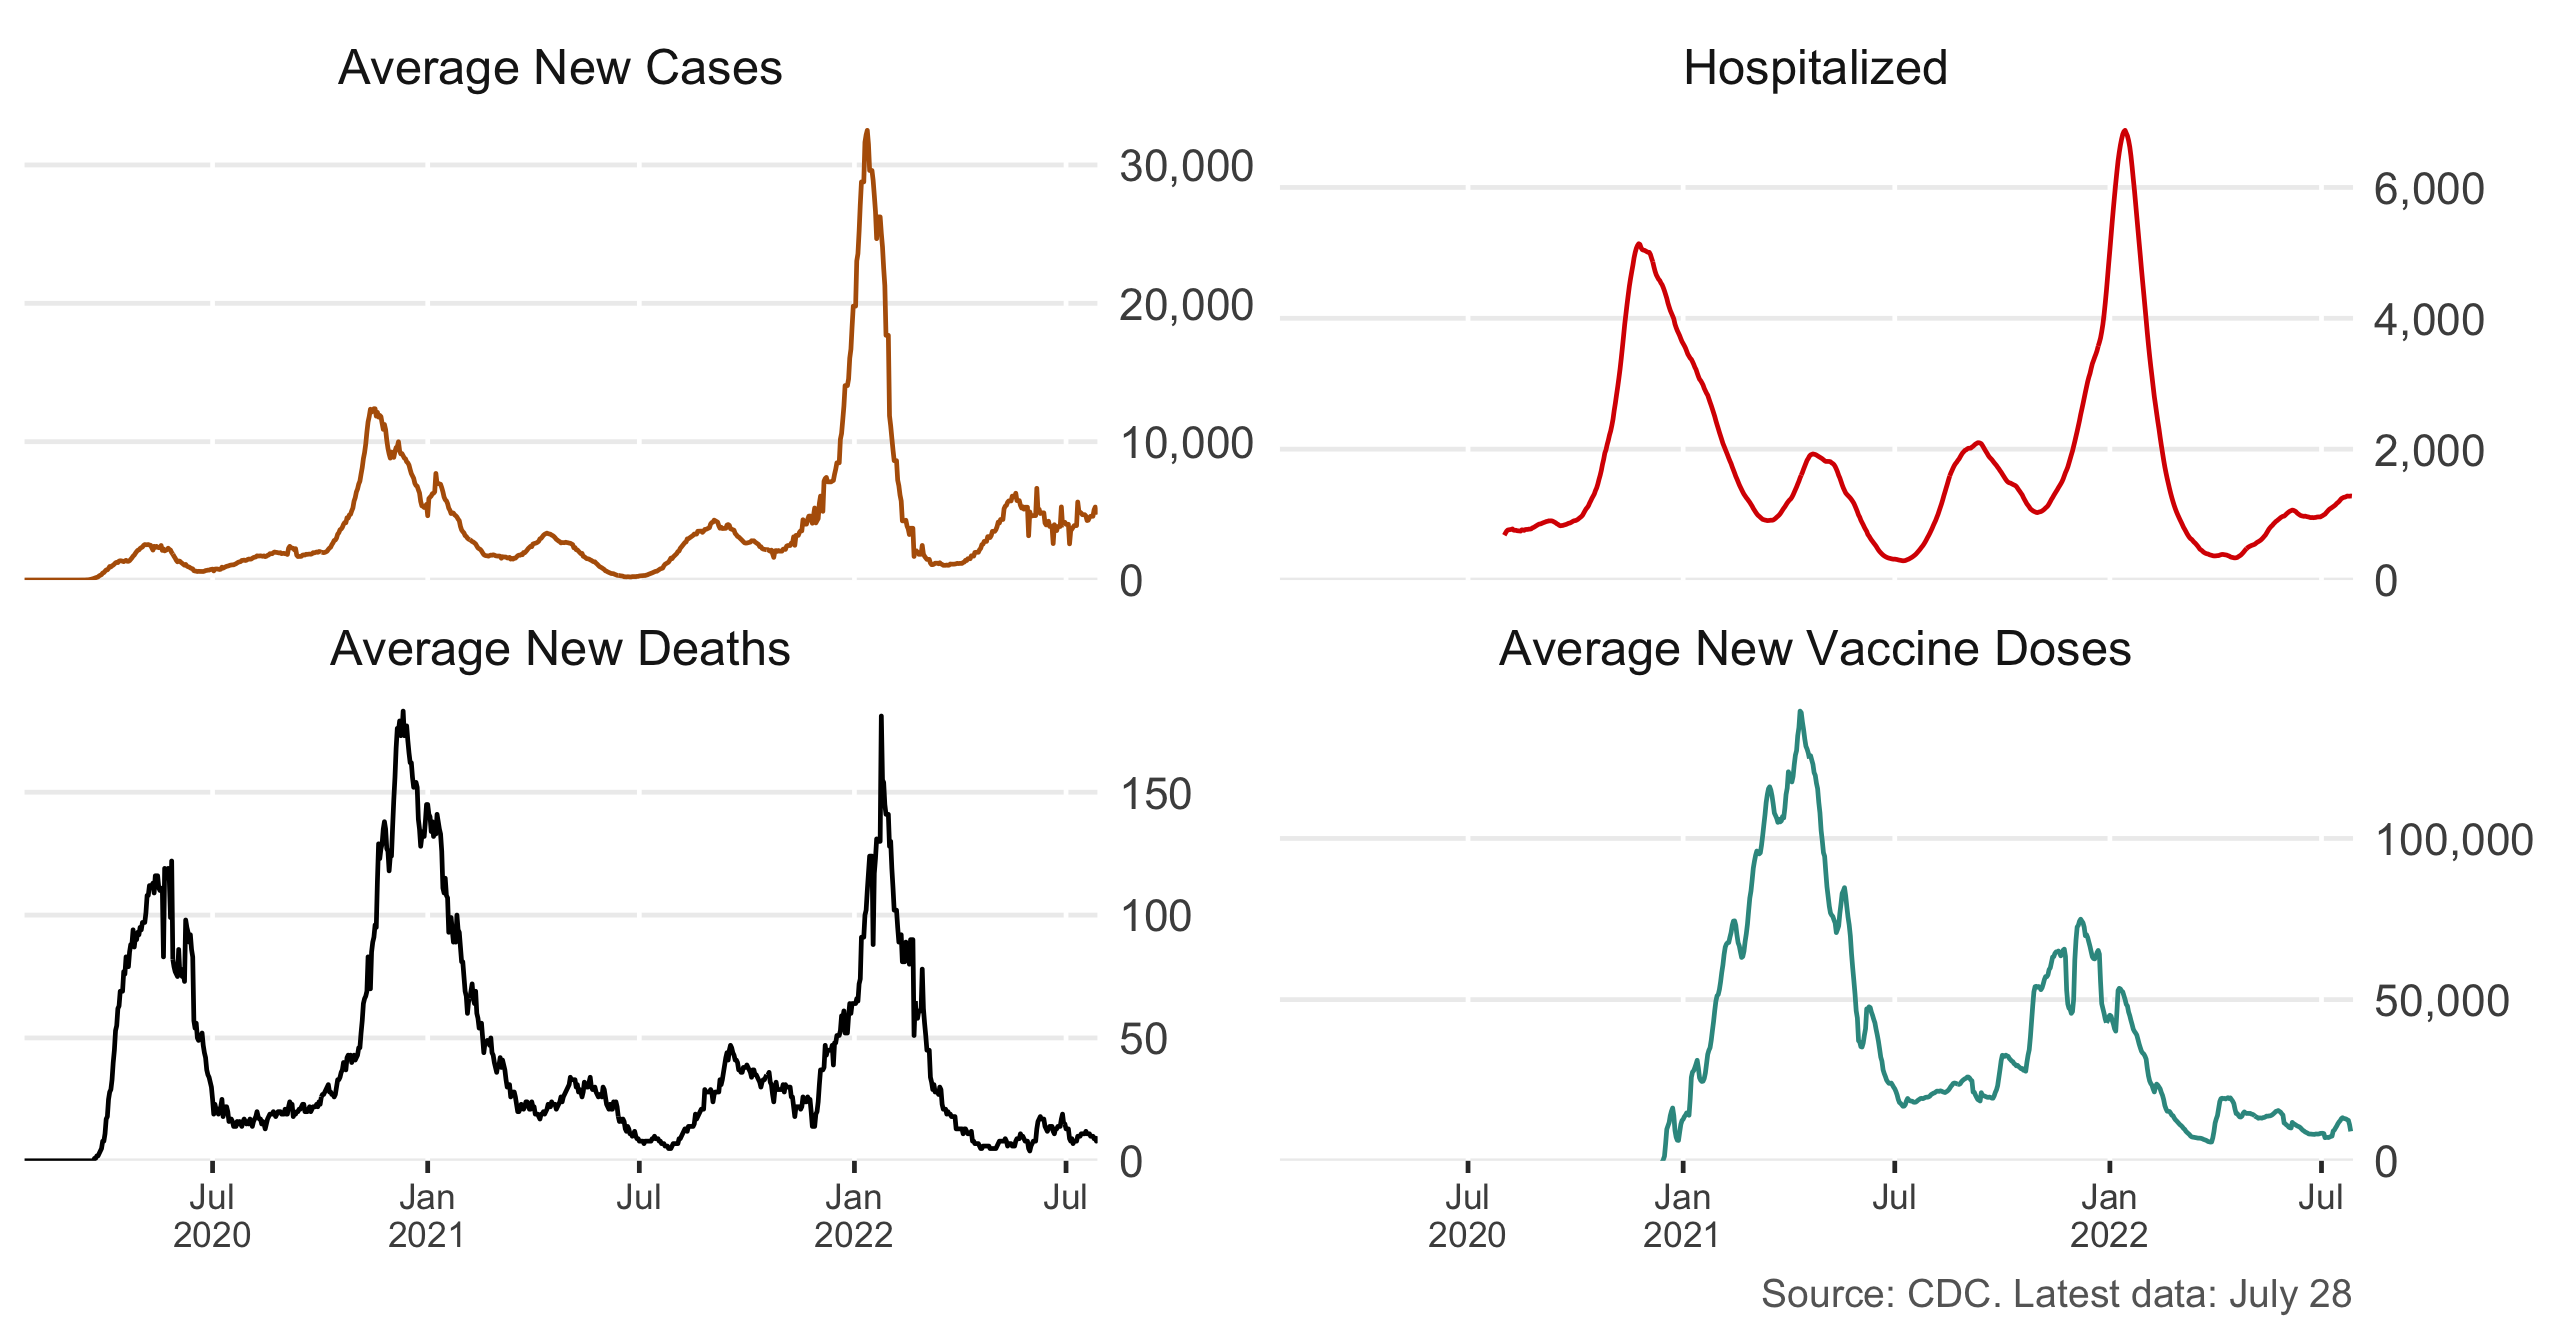 Average New Cases
30,000
20,000
10,000
0
Hospitalized
6,000
4,000
2,000
0
Average New Deaths
150
100
50
0
Jul Jan Jul Jan Jul
2020 2021 2022
Average New Vaccine Doses
100,000
50,000
0
Jul Jan Jul Jan Jul
2020 2021 2022
Source: CDC. Latest data: July 28